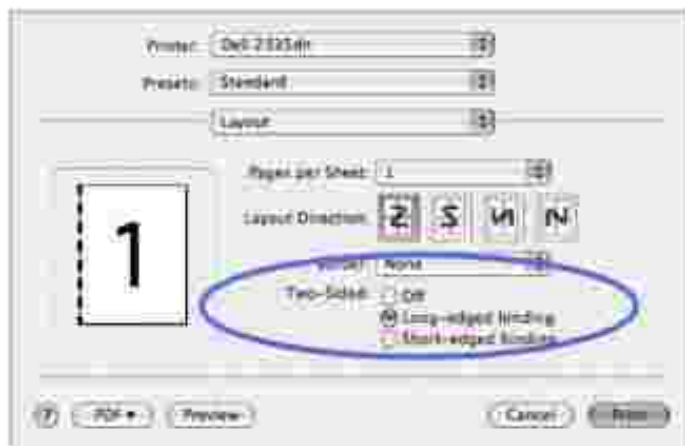 Printer: Dell 2335dn
Presets: Standard
Layout
Pages per Sheet: 1
Layout Direction:
1
Border: None
Two-Sided: Off
Long-edged binding
Short-edged binding
? PDF Preview Cancel Print